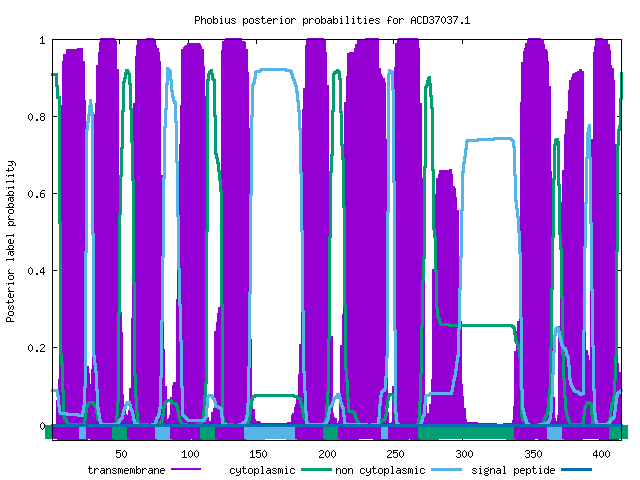 Phobius posterior probabilities for ACD37037.1
1
0.8
0.6
0.4
0.2
0
Posterior label probability
50 100 150 200 250 300 350 400
transmembrane cytoplasmic non cytoplasmic signal peptide